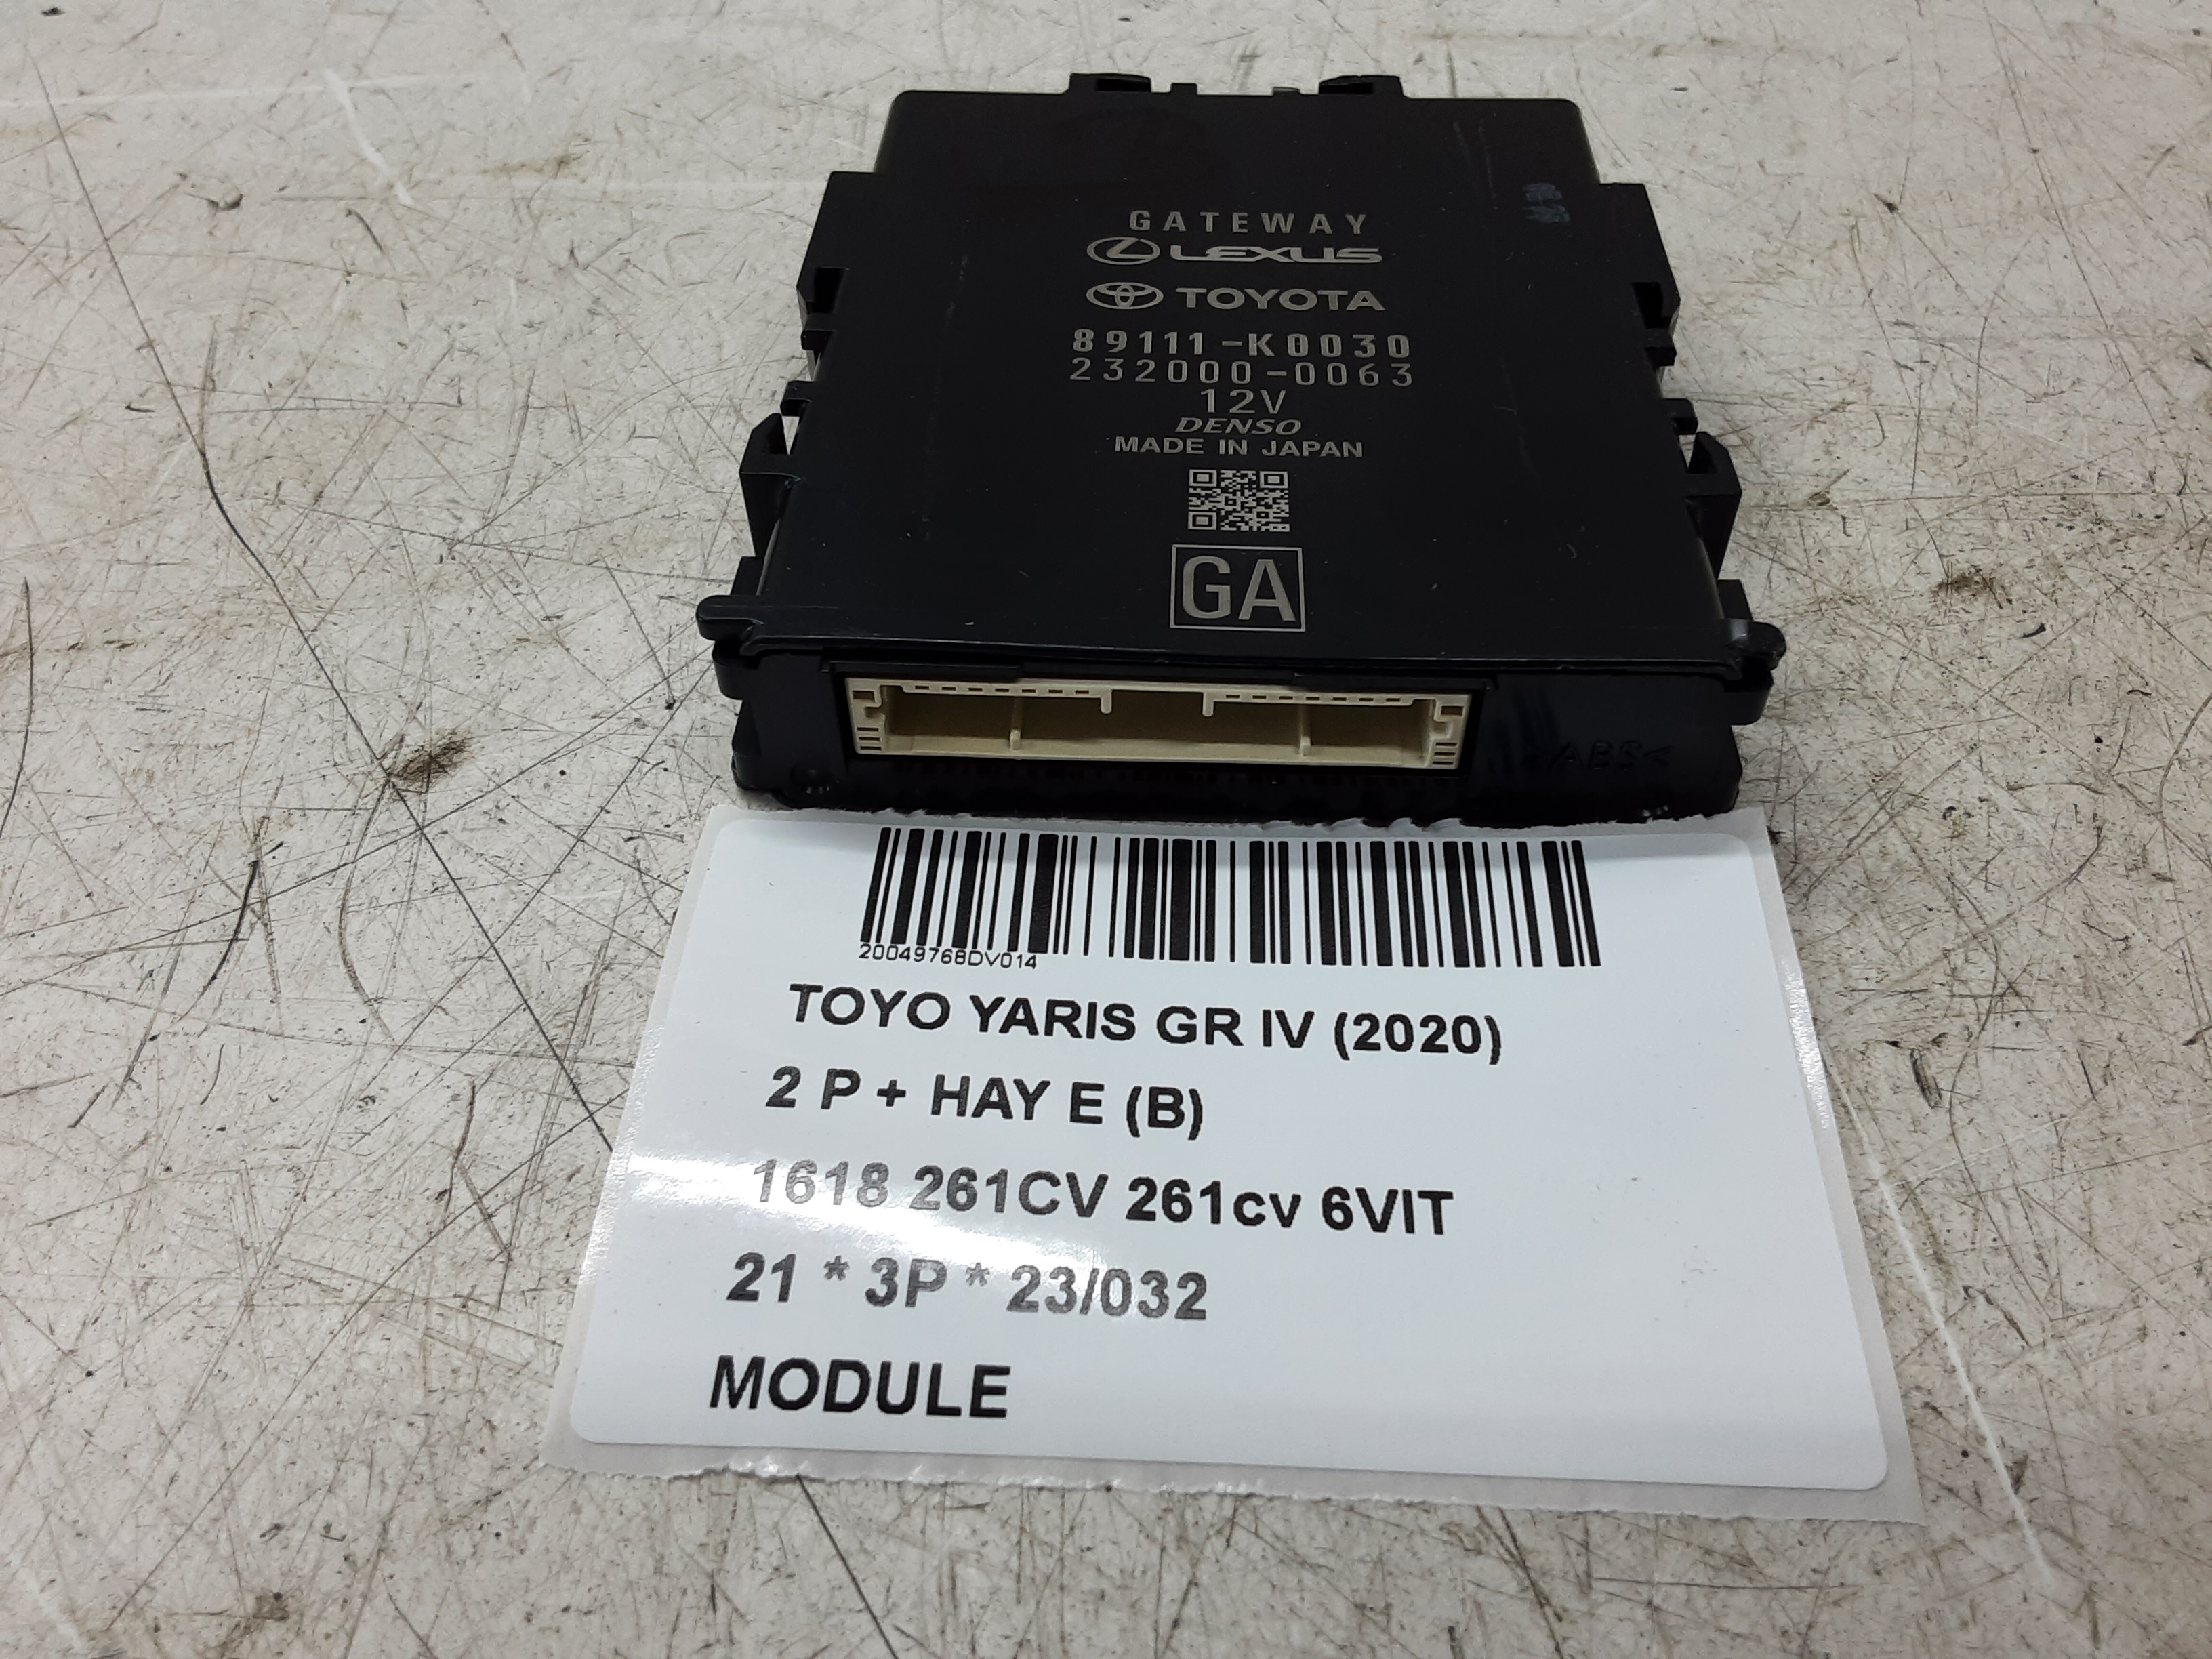 GATEWAY
LEXUS
TOYOTA
89111-K0030
232000-0063
12V
DENSO
MADE IN JAPAN
GA
ABS<
20049768DV014
TOYO YARIS GR IV (2020)
2 P + HAY E (B)
1618 261CV 261cv 6VIT
21 * 3P * 23/032
MODULE